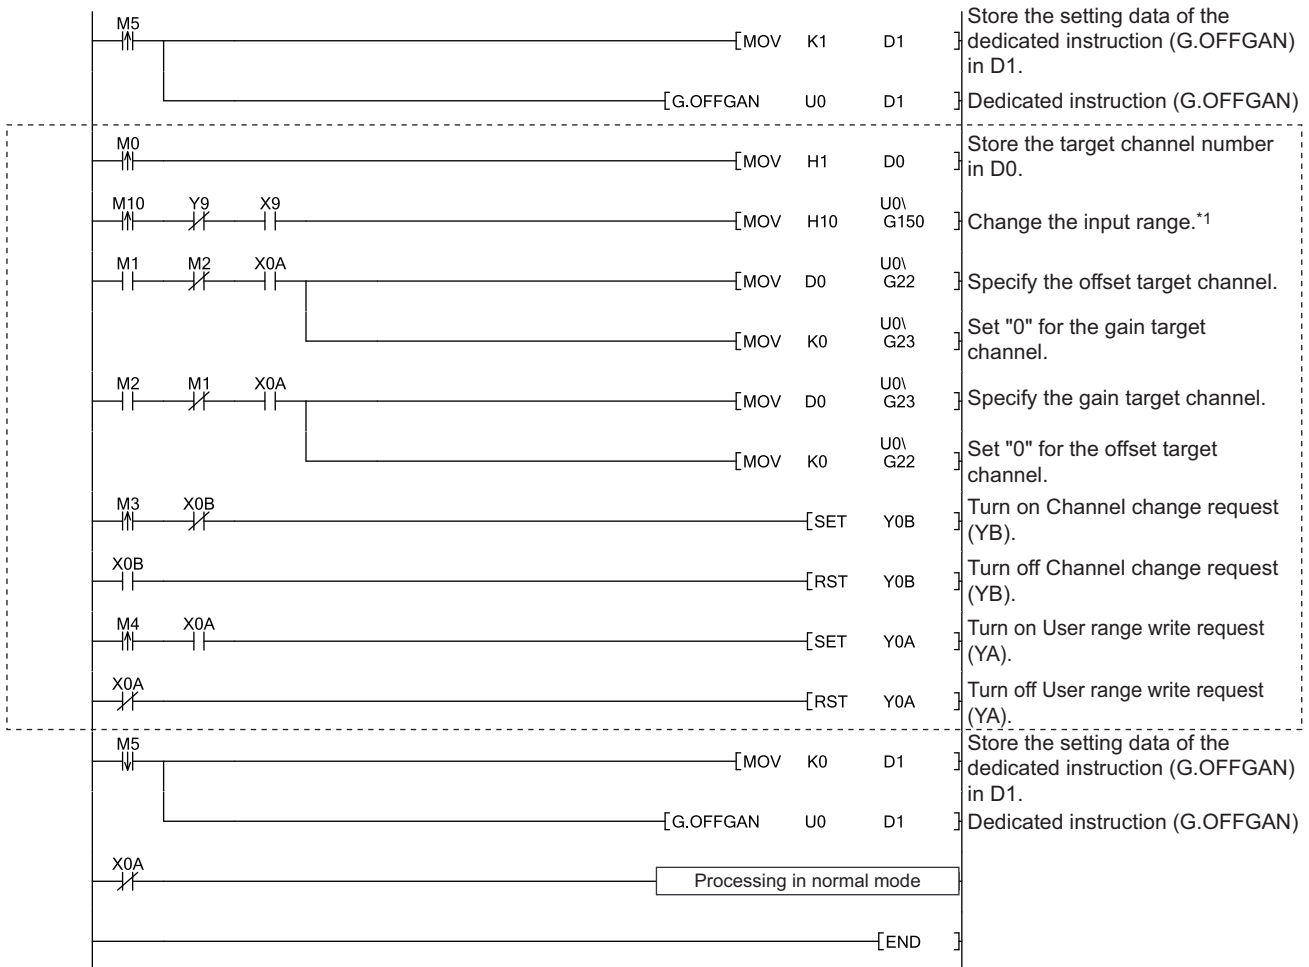 M5
[MOV K1 D1 ]
Store the setting data of the
dedicated instruction (G.OFFGAN)
in D1.
[G.OFFGAN U0 D1 ]
Dedicated instruction (G.OFFGAN)
M0
[MOV H1 D0 ]
Store the target channel number
in D0.
M10 Y9 X9
U0\
[MOV H10 G150 ]
Change the input range.*1
M1 M2 X0A
U0\
[MOV D0 G22 ]
Specify the offset target channel.
U0\
[MOV K0 G23 ]
Set "0" for the gain target
channel.
M2 M1 X0A
U0\
[MOV D0 G23 ]
Specify the gain target channel.
U0\
[MOV K0 G22 ]
Set "0" for the offset target
channel.
M3 X0B
[SET Y0B ]
Turn on Channel change request
(YB).
X0B
[RST Y0B ]
Turn off Channel change request
(YB).
M4 X0A
[SET Y0A ]
Turn on User range write request
(YA).
X0A
[RST Y0A ]
Turn off User range write request
(YA).
M5
[MOV K0 D1 ]
Store the setting data of the
dedicated instruction (G.OFFGAN)
in D1.
[G.OFFGAN U0 D1 ]
Dedicated instruction (G.OFFGAN)
X0A
Processing in normal mode
[END ]